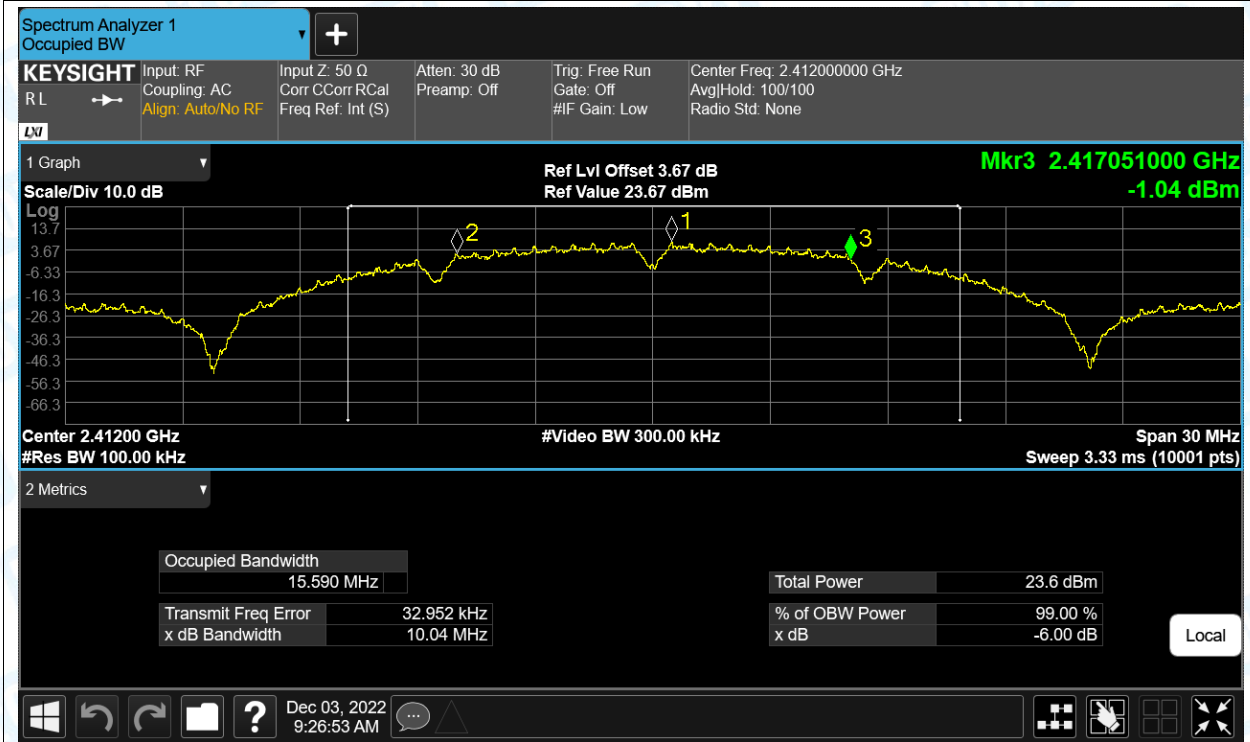 Spectrum Analyzer 1
Occupied BW
+
KEYSIGHT
R L
LXI
Input: RF
Coupling: AC
Align: Auto/No RF
Input Z: 50 Ω
Corr CCorr RCal
Freq Ref: Int (S)
Atten: 30 dB
Preamp: Off
Trig: Free Run
Gate: Off
#IF Gain: Low
Center Freq: 2.412000000 GHz
Avg|Hold: 100/100
Radio Std: None
1 Graph
Scale/Div 10.0 dB
Ref Lvl Offset 3.67 dB
Ref Value 23.67 dBm
Mkr3 2.417051000 GHz
-1.04 dBm
Log
13.7
3.67
-6.33
-16.3
-26.3
-36.3
-46.3
-56.3
-66.3
2
1
3
Center 2.41200 GHz
#Res BW 100.00 kHz
#Video BW 300.00 kHz
Span 30 MHz
Sweep 3.33 ms (10001 pts)
2 Metrics
Occupied Bandwidth
15.590 MHz
Transmit Freq Error 32.952 kHz
x dB Bandwidth 10.04 MHz
Total Power 23.6 dBm
% of OBW Power 99.00 %
x dB -6.00 dB
Local
?
Dec 03, 2022
9:26:53 AM